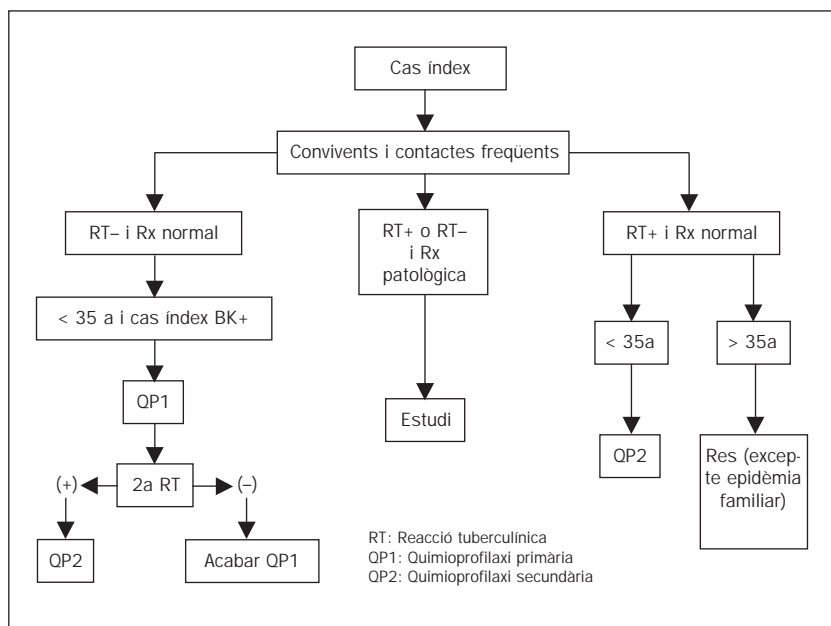 Cas índex
Convivents i contactes freqüents
RT– i Rx normal
RT+ o RT–
i Rx
patològica
RT+ i Rx normal
< 35 a i cas índex BK+
< 35a
> 35a
QP1
Estudi
QP2
Res (excep-
te epidèmia
familiar)
(+)
2a RT
(–)
QP2
Acabar QP1
RT: Reacció tuberculínica
QP1: Quimioprofilaxi primària
QP2: Quimioprofilaxi secundària